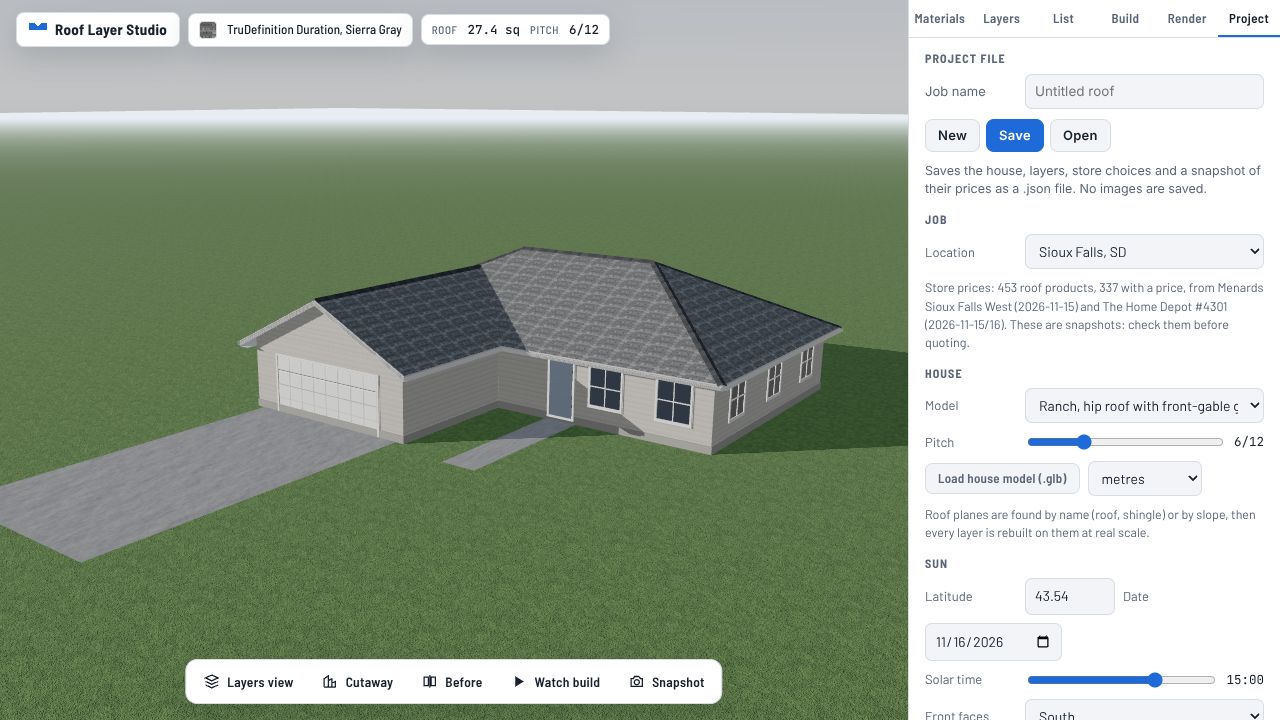 Roof Layer Studio
TruDefinition Duration, Sierra Gray
ROOF 27.4 sq PITCH 6/12
Layers view
Cutaway
Before
Watch build
Snapshot
Materials
Layers
List
Build
Render
Project
PROJECT FILE
Job name
Untitled roof
New
Save
Open
Saves the house, layers, store choices and a snapshot of
their prices as a .json file. No images are saved.
JOB
Location
Sioux Falls, SD
Store prices: 453 roof products, 337 with a price, from Menards
Sioux Falls West (2026-11-15) and The Home Depot #4301
(2026-11-15/16). These are snapshots: check them before
quoting.
HOUSE
Model
Ranch, hip roof with front-gable g
Pitch
6/12
Load house model (.glb)
metres
Roof planes are found by name (roof, shingle) or by slope, then
every layer is rebuilt on them at real scale.
SUN
Latitude
43.54
Date
11/16/2026
Solar time
15:00
Front faces
South